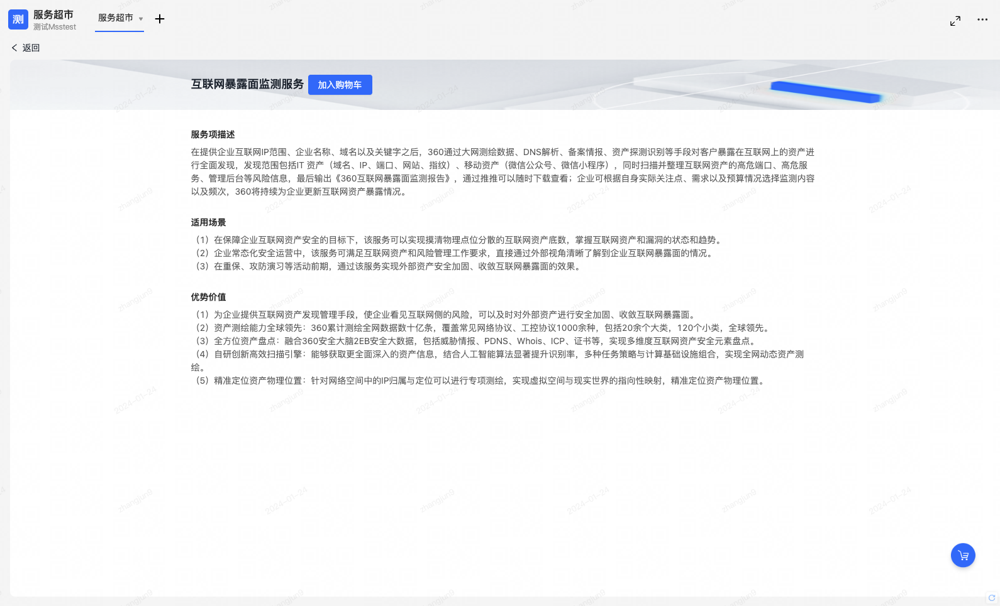 测
服务超市
测试Msstest
服务超市
返回
互联网暴露面监测服务
加入购物车
服务项描述
在提供企业互联网IP范围、企业名称、域名以及关键字之后，360通过大网测绘数据、DNS解析、备案情报、资产探测识别等手段对客户暴露在互联网上的资产进
行全面发现，发现范围包括IT 资产（域名、IP、端口、网站、指纹）、移动资产（微信公众号、微信小程序），同时扫描并整理互联网资产的高危端口、高危服
务、管理后台等风险信息，最后输出《360互联网暴露面监测报告》，通过推推可以随时下载查看；企业可根据自身实际关注点、需求以及预算情况选择监测内容
以及频次，360将持续为企业更新互联网资产暴露情况。
适用场景
（1）在保障企业互联网资产安全的目标下，该服务可以实现摸清物理点位分散的互联网资产底数，掌握互联网资产和漏洞的状态和趋势。
（2）企业常态化安全运营中，该服务可满足互联网资产和风险管理工作要求，直接通过外部视角清晰了解到企业互联网暴露面的情况。
（3）在重保、攻防演习等活动前期，通过该服务实现外部资产安全加固、收敛互联网暴露面的效果。
优势价值
（1）为企业提供互联网资产发现管理手段，使企业看见互联网侧的风险，可以及时对外部资产进行安全加固、收敛互联网暴露面。
（2）资产测绘能力全球领先：360累计测绘全网数据数十亿条，覆盖常见网络协议、工控协议1000余种，包括20余个大类，120个小类，全球领先。
（3）全方位资产盘点：融合360安全大脑2EB安全大数据，包括威胁情报、PDNS、Whois、ICP、证书等，实现多维度互联网资产安全元素盘点。
（4）自研创新高效扫描引擎：能够获取更全面深入的资产信息，结合人工智能算法显著提升识别率，多种任务策略与计算基础设施组合，实现全网动态资产测
绘。
（5）精准定位资产物理位置：针对网络空间中的IP归属与定位可以进行专项测绘，实现虚拟空间与现实世界的指向性映射，精准定位资产物理位置。
zhangjun9
2024-01-24